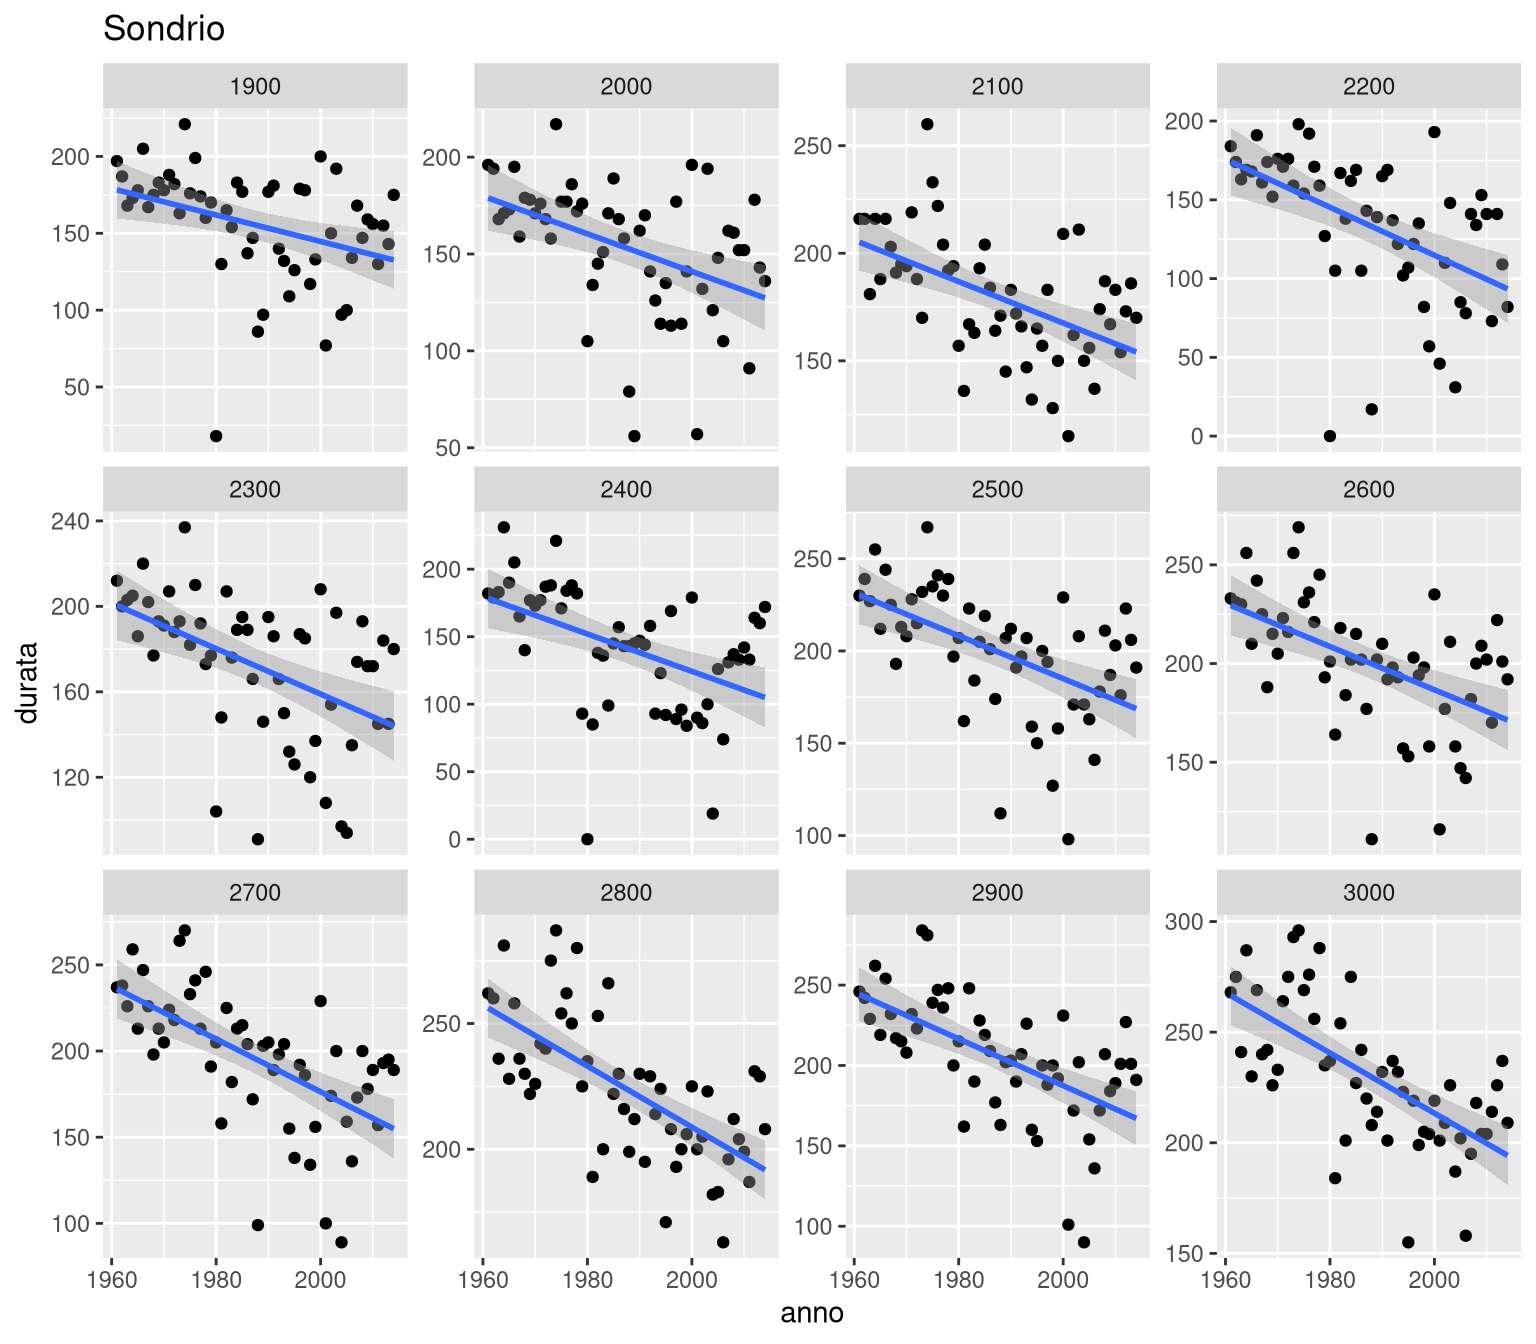 Sondrio
1900 2000 2100 2200
200 150 100 50
200 150 100 50
250 200 150
200 150 100 50 0
2300 2400 2500 2600
240 200 160 120
200 150 100 50 0
250 200 150 100
250 200 150
durata
2700 2800 2900 3000
250 200 150 100
250 200
250 200 150 100
300 250 200 150
1960 1980 2000 1960 1980 2000 1960 1980 2000 1960 1980 2000
anno